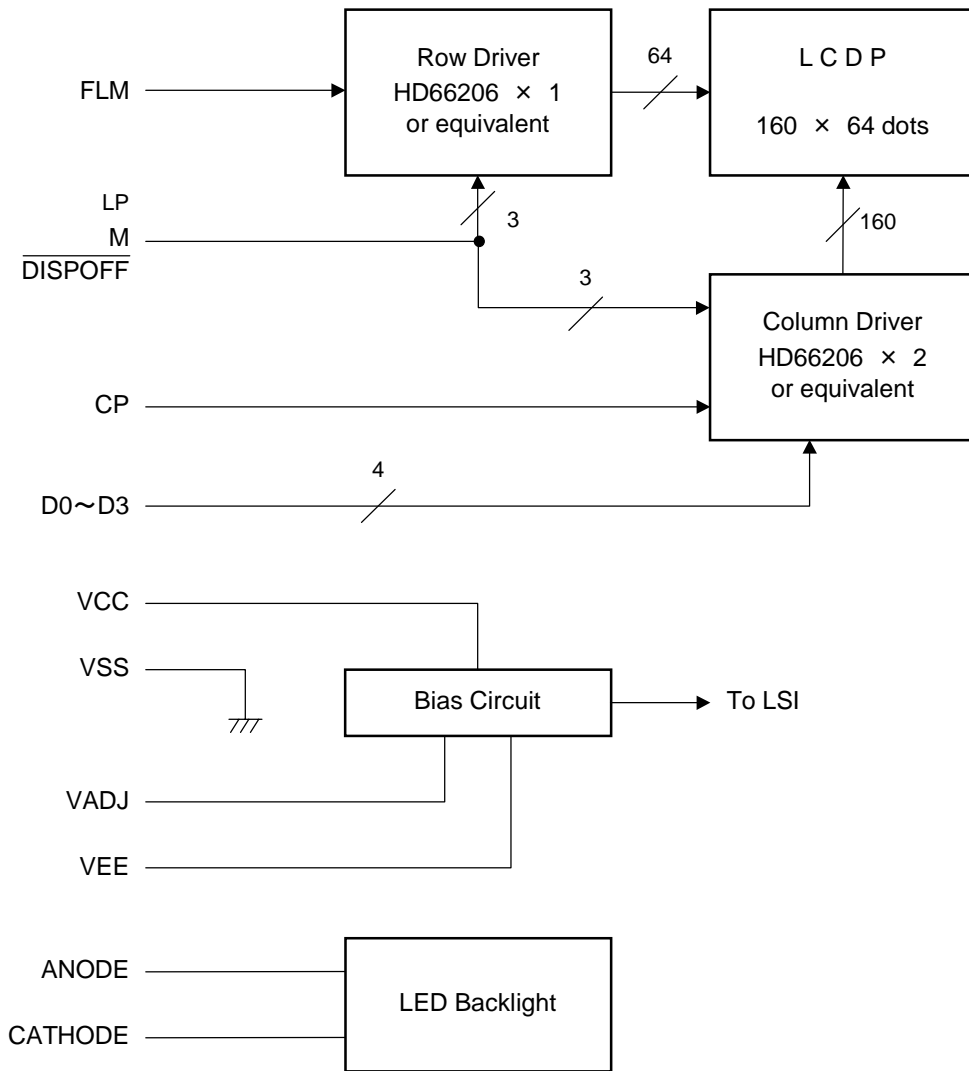 Row Driver
HD66206 × 1
or equivalent
64
L C D P
160 × 64 dots
FLM
LP
M
DISPOFF
3
160
3
Column Driver
HD66206 × 2
or equivalent
CP
4
D0～D3
VCC
VSS
Bias Circuit
To LSI
VADJ
VEE
ANODE
LED Backlight
CATHODE